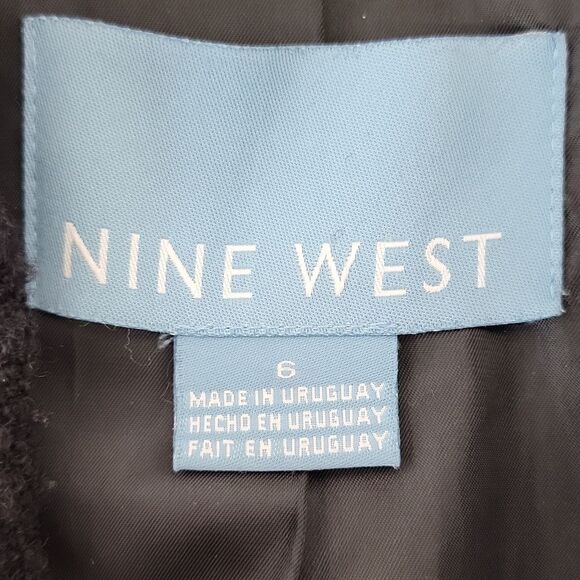 NINE WEST
6
MADE IN URUGUAY
HECHO EN URUGUAY
FAIT EN URUGUAY